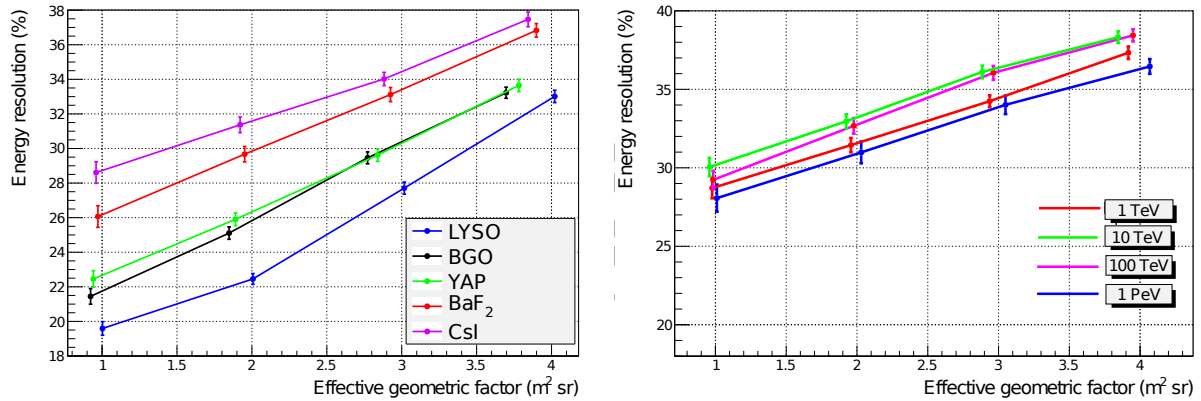 Energy resolution (%)
38
36
34
32
30
28
26
24
22
20
18
LYSO
BGO
YAP
BaF2
CsI
1
1.5
2
2.5
3
3.5
4
Effective geometric factor (m2 sr)
Energy resolution (%)
40
35
30
25
20
1 TeV
10 TeV
100 TeV
1 PeV
1
1.5
2
2.5
3
3.5
4
Effective geometric factor (m2 sr)